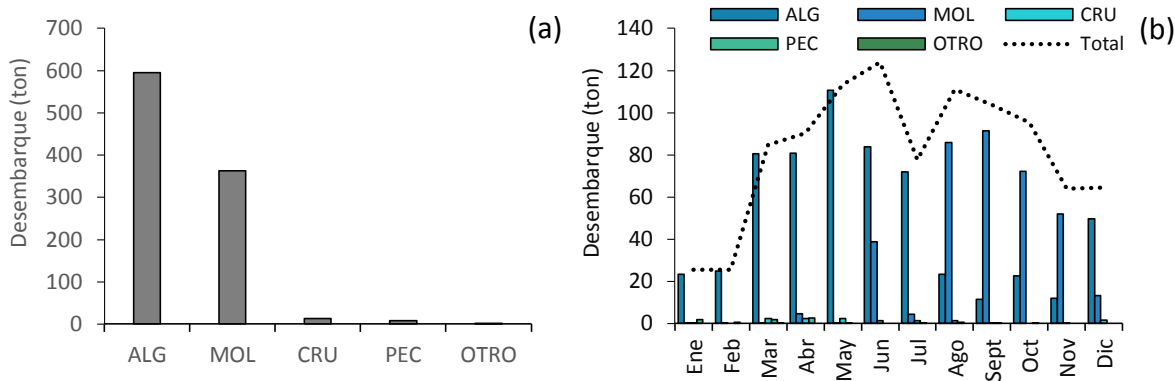 (a)
Desembarque (ton)
700
600
500
400
300
200
100
0
ALG MOL CRU PEC OTRO
ALG MOL CRU
PEC OTRO Total
(b)
Desembarque (ton)
140
120
100
80
60
40
20
0
Ene Feb Mar Abr May Jun Jul Ago Sept Oct Nov Dic